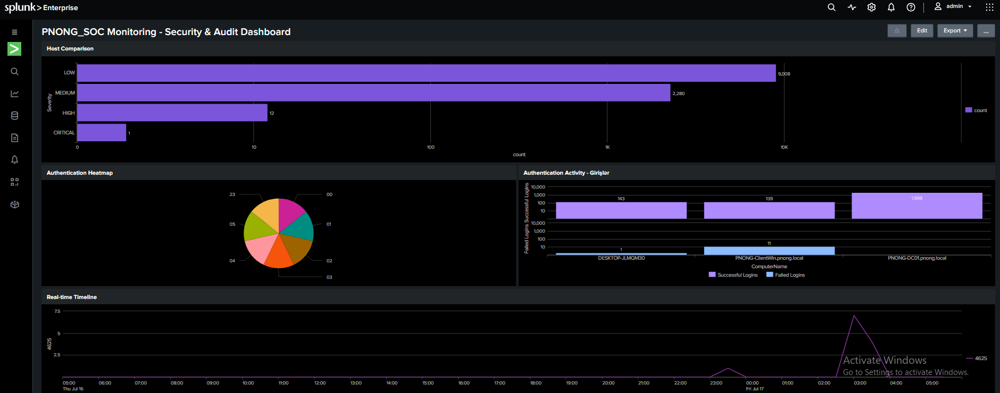 splunk> Enterprise
admin
PNONG_SOC Monitoring - Security & Audit Dashboard
Edit
Export
...
Host Comparison
Severity
LOW
9,008
MEDIUM
2,280
HIGH
12
CRITICAL
1
count
0 10 100 1K 10K
count
Authentication Heatmap
23 00
05 01
04 02
03
Authentication Activity - Girişlər
Successful Logins
10,000
1,000
100
10
143 139 1,998
Failed Logins
10,000
1,000
100
10
1 11
DESKTOP-JLMQM30 PNONG-ClientWin.pnong.local PNONG-DC01.pnong.local
ComputerName
Successful Logins Failed Logins
Real-time Timeline
4625
7.5
5
2.5
4625
Activate Windows
Go to Settings to activate Windows.
05:00 06:00 07:00 08:00 09:00 10:00 11:00 12:00 13:00 14:00 15:00 16:00 17:00 18:00 19:00 20:00 21:00 22:00 23:00 00:00 01:00 02:00 03:00 04:00 05:00
Thu Jul 16 Fri Jul 17